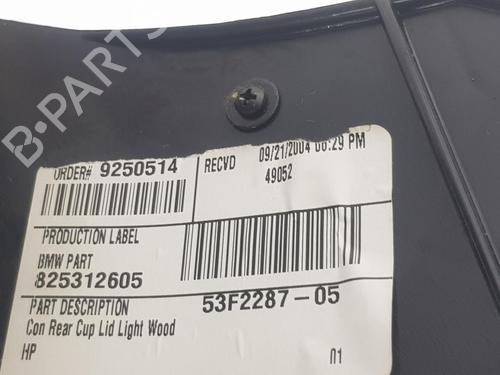 B-PARTS
ORDER# 9250514
RECVD 09/21/2004 06:29 PM
49052
PRODUCTION LABEL
BMW PART
825312605
PART DESCRIPTION 53F2287-05
Con Rear Cup Lid Light Wood
HP 01